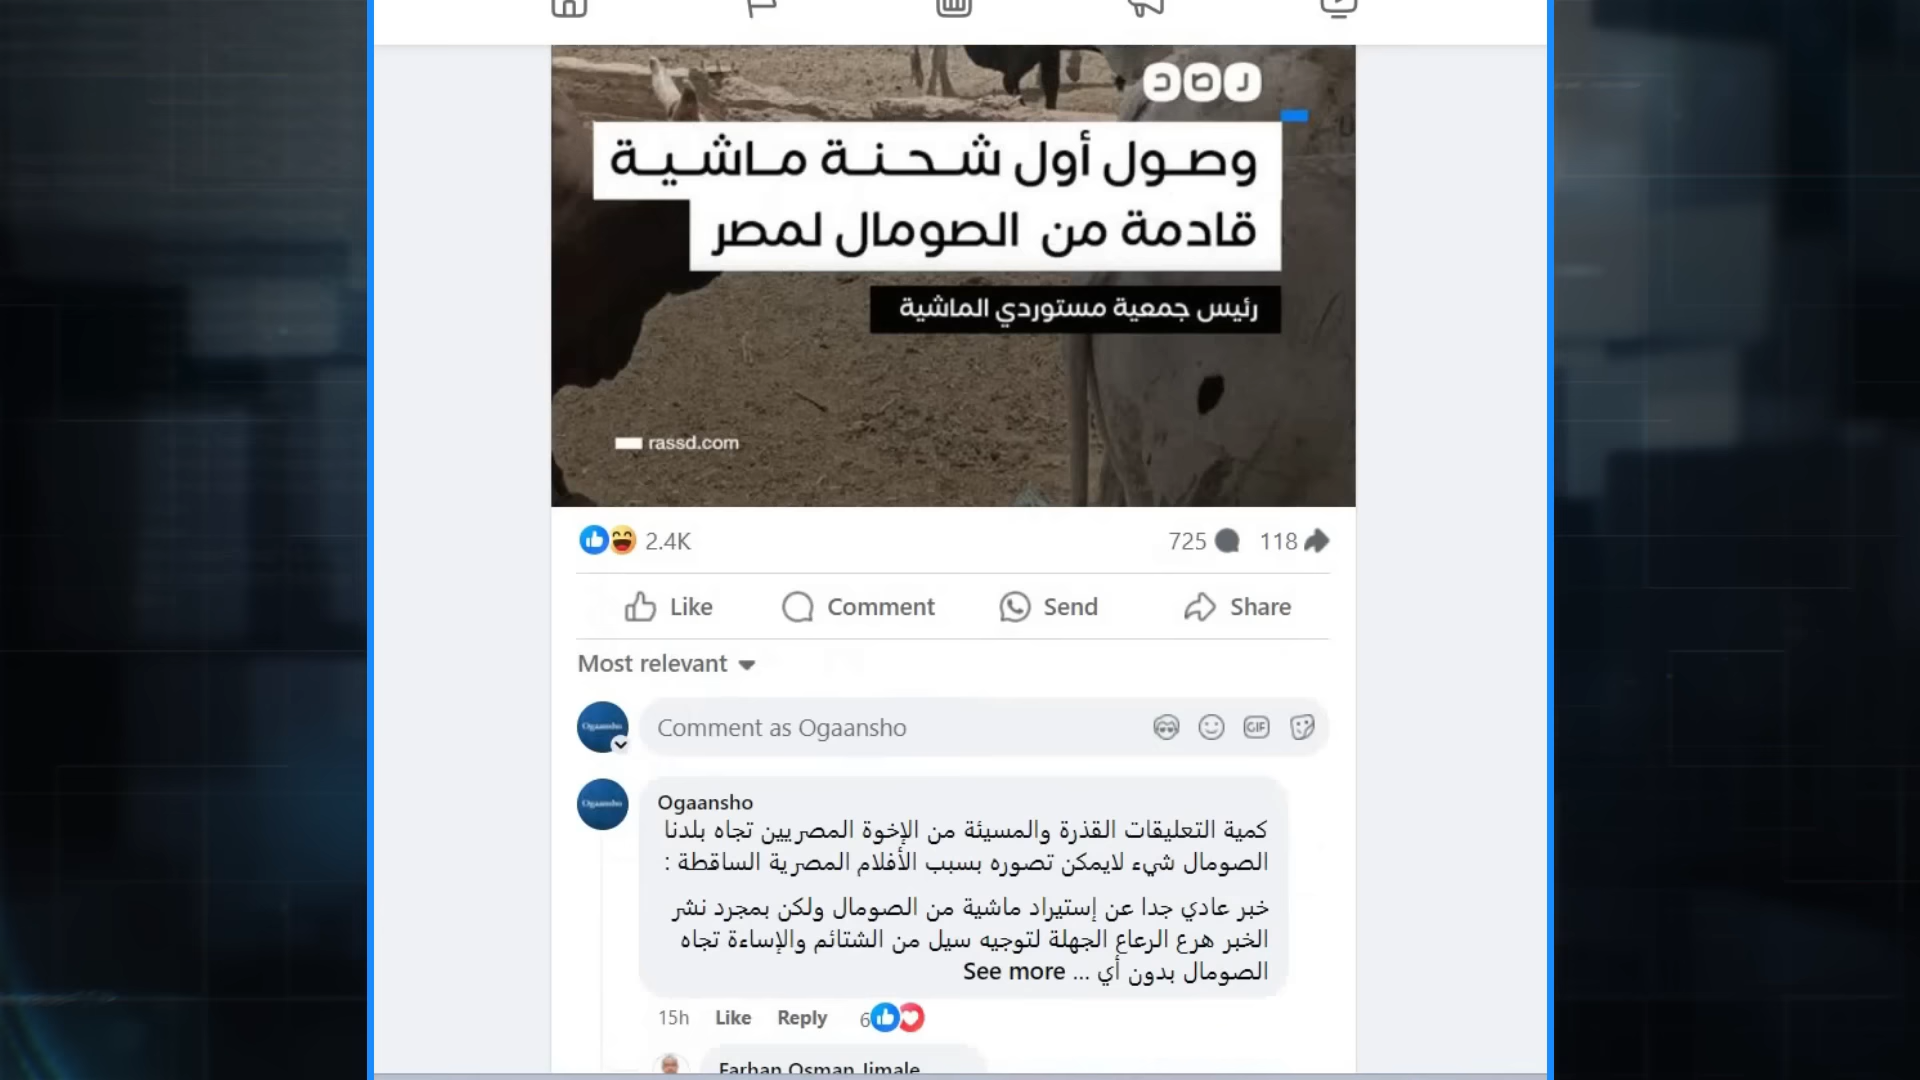 رصد
وصول أول شحنة ماشية
قادمة من الصومال لمصر
رئيس جمعية مستوردي الماشية
rassd.com
2.4K
725
118
Like
Comment
Send
Share
Most relevant
Comment as Ogaansho
GIF
Ogaansho
كمية التعليقات القذرة والمسيئة من الإخوة المصريين تجاه بلدنا
الصومال شيء لايمكن تصوره بسبب الأفلام المصرية الساقطة :
خبر عادي جدا عن إستيراد ماشية من الصومال ولكن بمجرد نشر
الخبر هرع الرعاع الجهلة لتوجيه سيل من الشتائم والإساءة تجاه
الصومال بدون أي ... See more
15h Like Reply 6
Farhan Osman Jimale